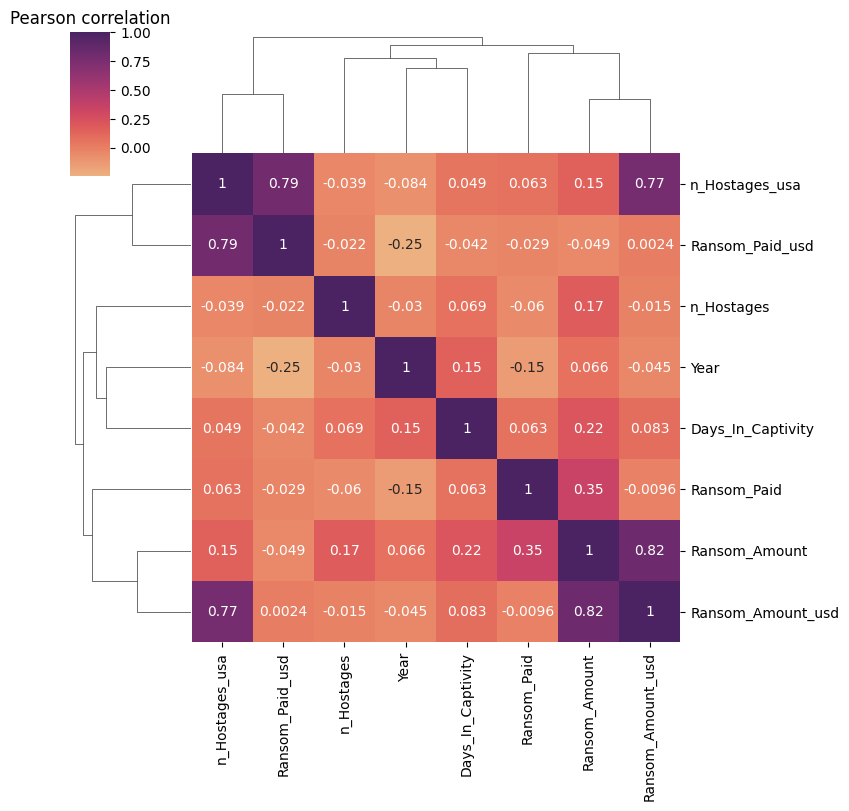 Pearson correlation
1.00
0.75
0.50
0.25
0.00
1 0.79 -0.039 -0.084 0.049 0.063 0.15 0.77 n_Hostages_usa
0.79 1 -0.022 -0.25 -0.042 -0.029 -0.049 0.0024 Ransom_Paid_usd
-0.039 -0.022 1 -0.03 0.069 -0.06 0.17 -0.015 n_Hostages
-0.084 -0.25 -0.03 1 0.15 -0.15 0.066 -0.045 Year
0.049 -0.042 0.069 0.15 1 0.063 0.22 0.083 Days_In_Captivity
0.063 -0.029 -0.06 -0.15 0.063 1 0.35 -0.0096 Ransom_Paid
0.15 -0.049 0.17 0.066 0.22 0.35 1 0.82 Ransom_Amount
0.77 0.0024 -0.015 -0.045 0.083 -0.0096 0.82 1 Ransom_Amount_usd
n_Hostages_usa
Ransom_Paid_usd
n_Hostages
Year
Days_In_Captivity
Ransom_Paid
Ransom_Amount
Ransom_Amount_usd